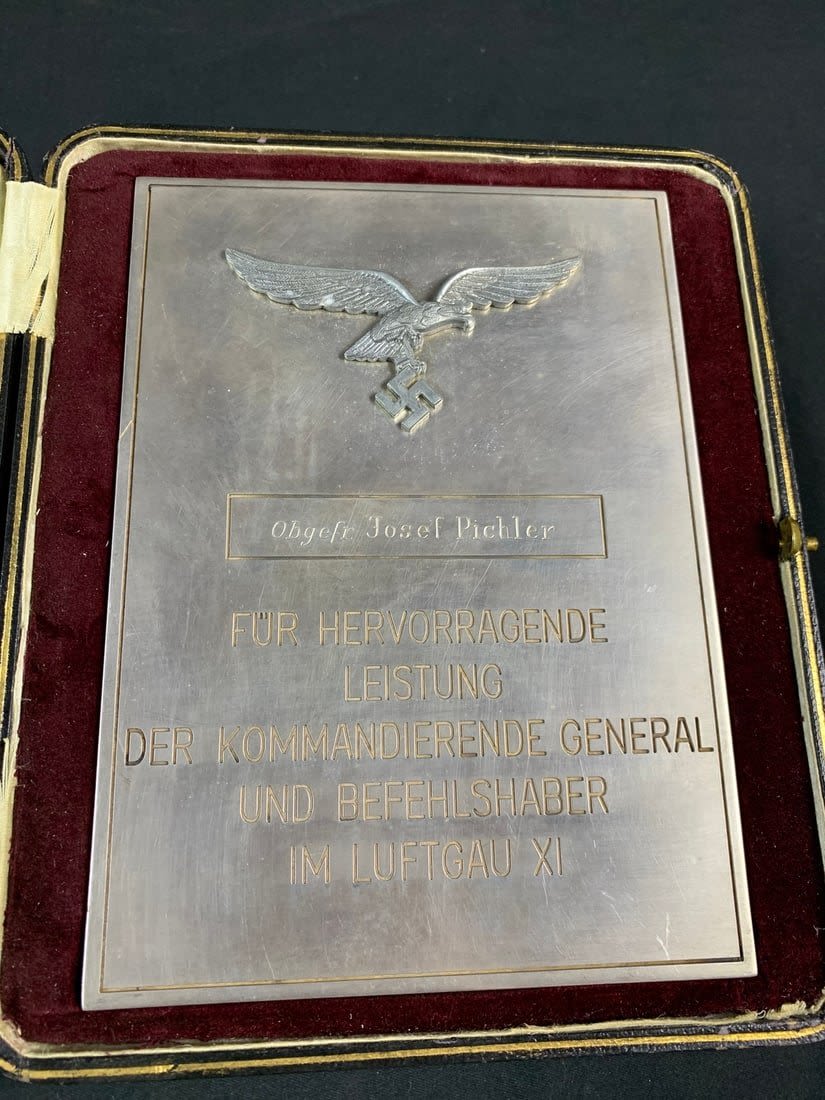 Obgefr. Josef Pichler
FÜR HERVORRAGENDE
LEISTUNG
DER KOMMANDIERENDE GENERAL
UND BEFEHLSHABER
IM LUFTGAU XI